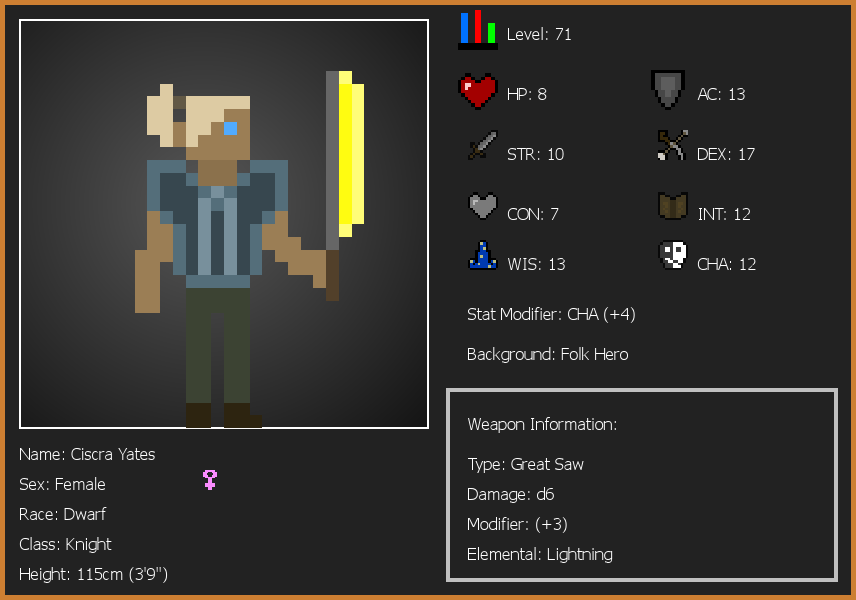 Level: 71
HP: 8
AC: 13
STR: 10
DEX: 17
CON: 7
INT: 12
WIS: 13
CHA: 12
Stat Modifier: CHA (+4)
Background: Folk Hero
Weapon Information:
Type: Great Saw
Damage: d6
Modifier: (+3)
Elemental: Lightning
Name: Ciscra Yates
Sex: Female
Race: Dwarf
Class: Knight
Height: 115cm (3'9")